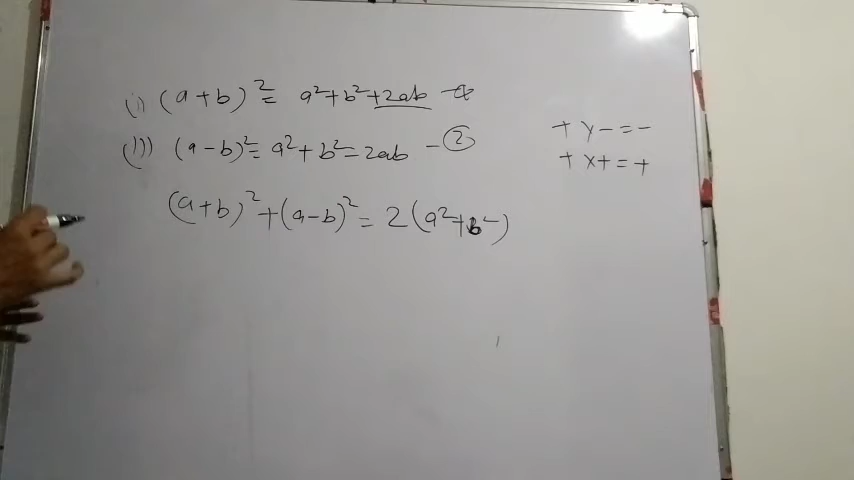 (i) (a+b)² = a²+b²+2ab
(ii) (a-b)² = a²+b²=2ab - ②
(a+b)²+(a-b)² = 2(a²+b²)
+ x - = -
+ x + = +